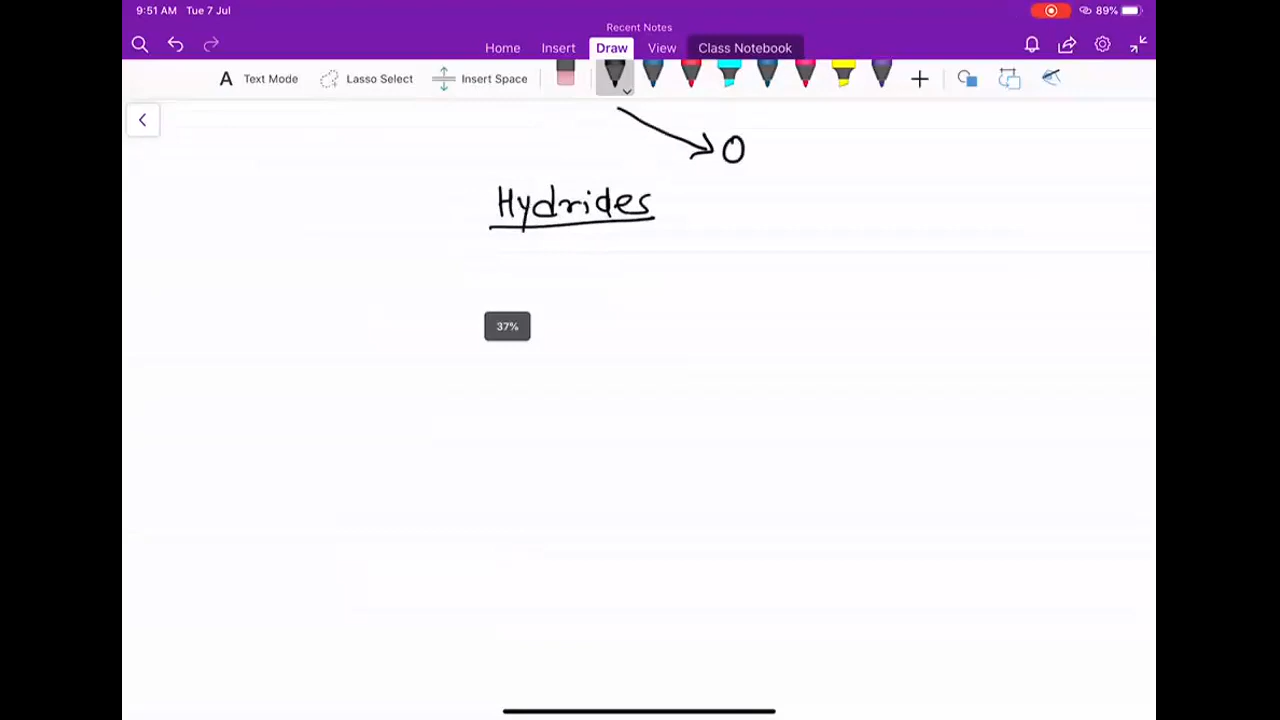 9:51 AM Tue 7 Jul 89%
Recent Notes
Home Insert Draw View Class Notebook
A Text Mode Lasso Select Insert Space
O
Hydrides
37%